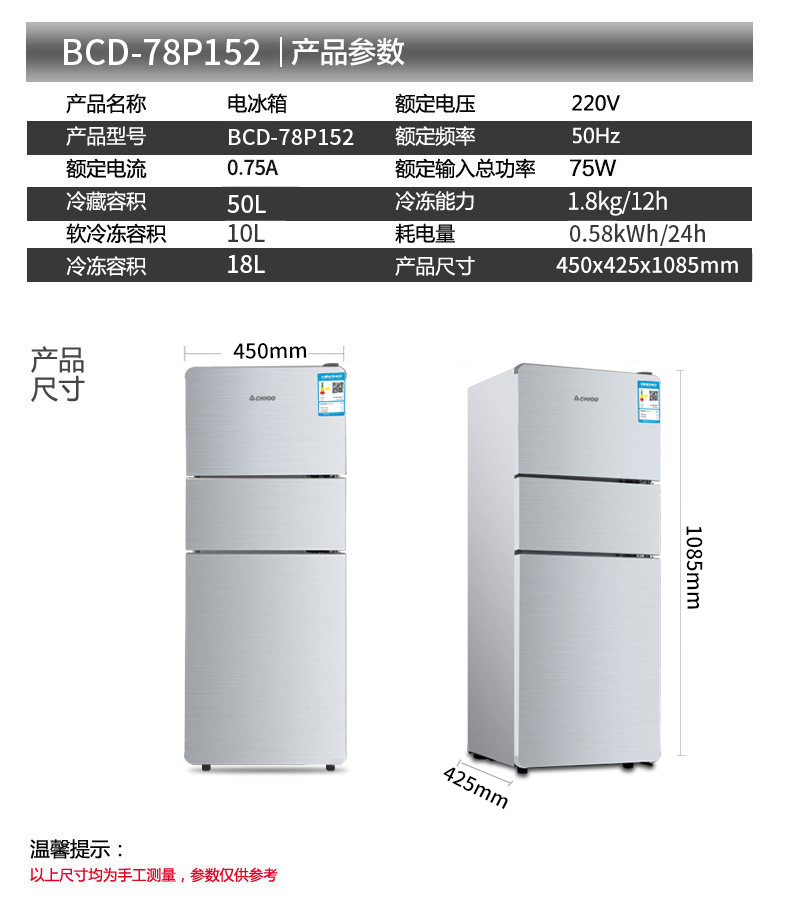 BCD-78P152 | 产品参数
产品名称 电冰箱 额定电压 220V
产品型号 BCD-78P152 额定频率 50Hz
额定电流 0.75A 额定输入总功率 75W
冷藏容积 50L 冷冻能力 1.8kg/12h
软冷冻容积 10L 耗电量 0.58kWh/24h
冷冻容积 18L 产品尺寸 450x425x1085mm
产品
尺寸
450mm
CHIGO
CHIGO
1085mm
425mm
温馨提示：
以上尺寸均为手工测量，参数仅供参考